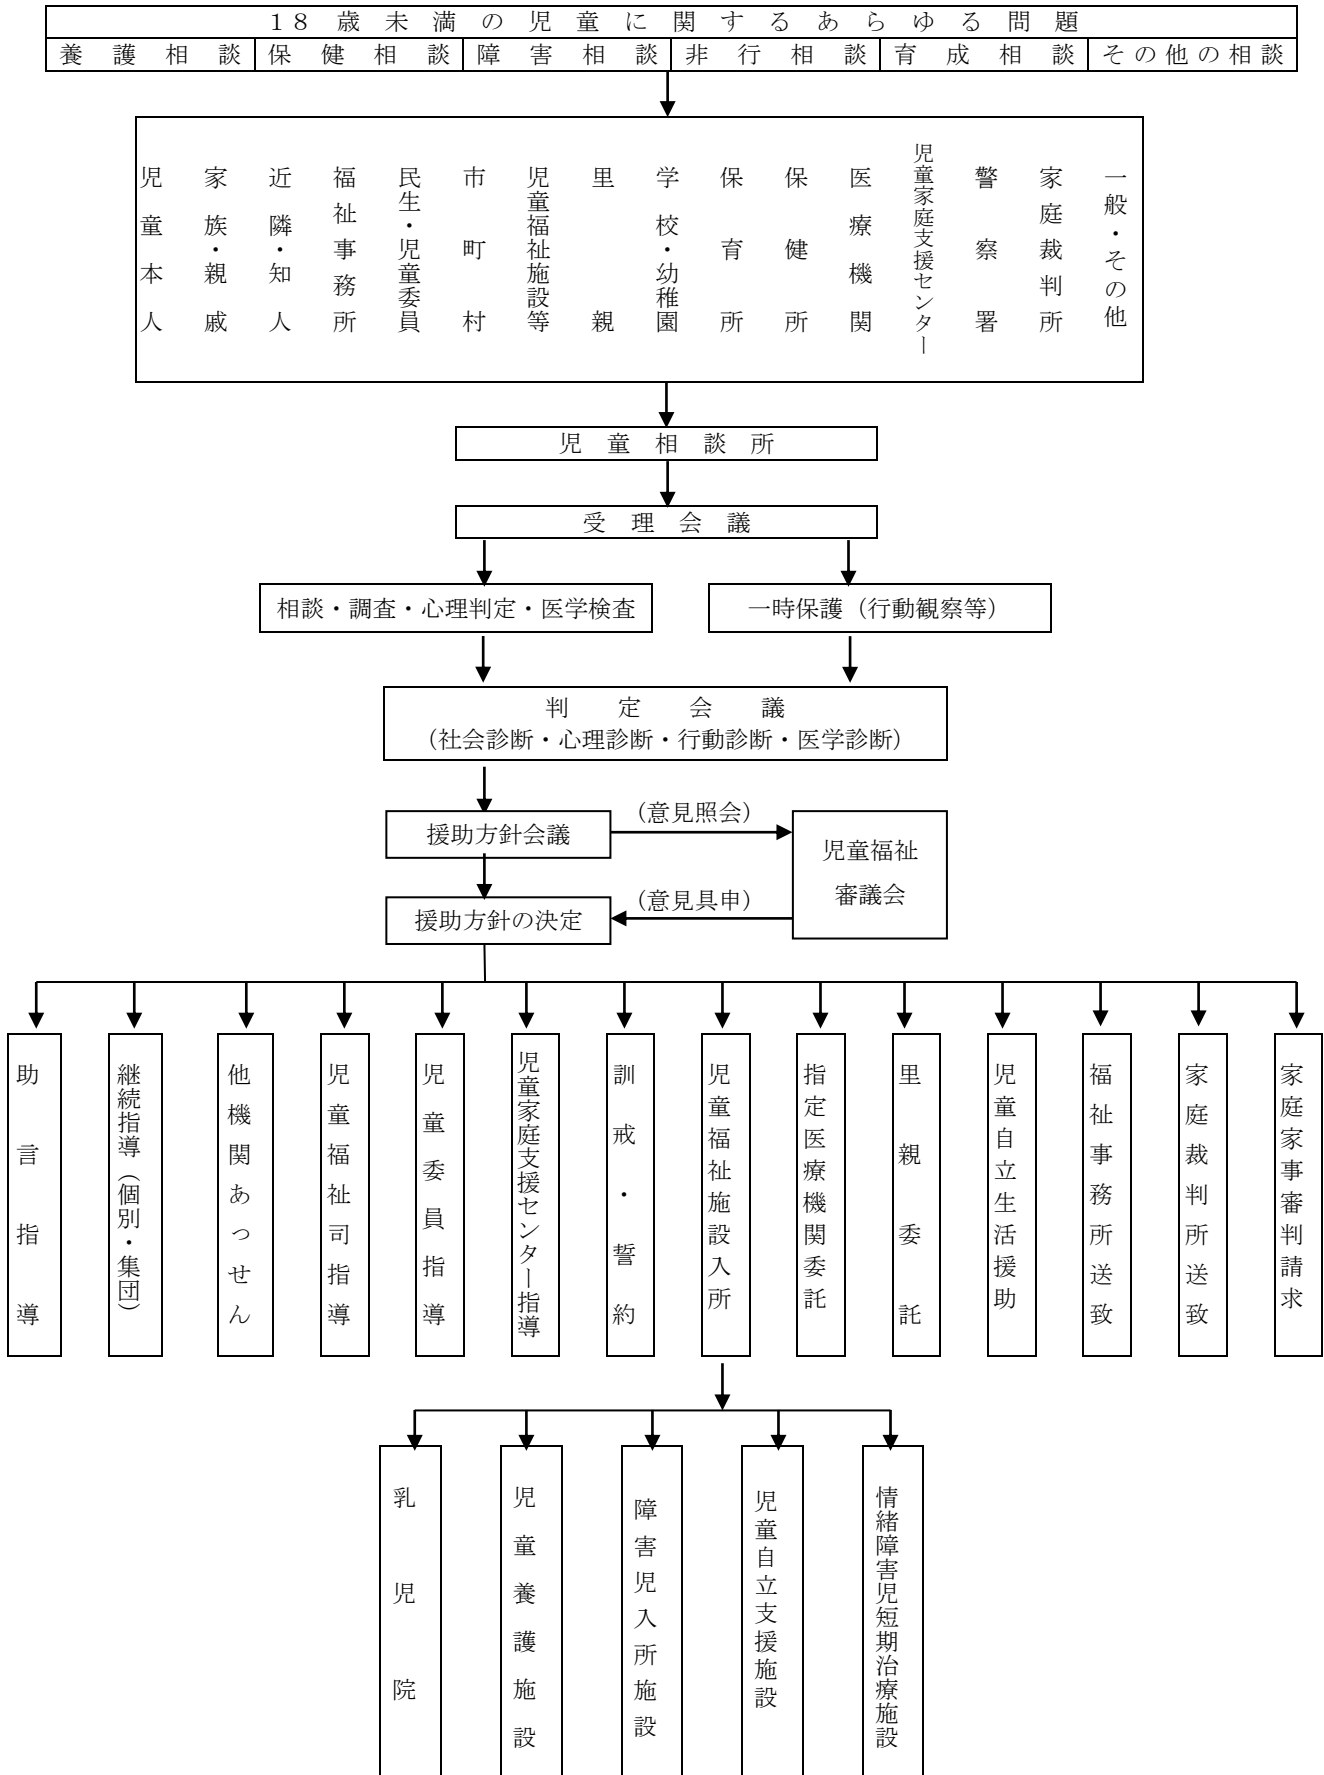 18歳未満の児童に関するあらゆる問題
養護相談
保健相談
障害相談
非行相談
育成相談
その他の相談
児童本人
家族・親戚
近隣・知人
福祉事務所
民生・児童委員
市町村
児童福祉施設等
里親
学校・幼稚園
保育所
保健所
医療機関
児童家庭支援センター
警察署
家庭裁判所
一般・その他
児童相談所
受理会議
相談・調査・心理判定・医学検査
一時保護（行動観察等）
判定会議
（社会診断・心理診断・行動診断・医学診断）
援助方針会議
（意見照会）
児童福祉
審議会
（意見具申）
援助方針の決定
助言指導
継続指導（個別・集団）
他機関あっせん
児童福祉司指導
児童委員指導
児童家庭支援センター指導
訓戒・誓約
児童福祉施設入所
指定医療機関委託
里親委託
児童自立生活援助
福祉事務所送致
家庭裁判所送致
家庭家事審判請求
乳児院
児童養護施設
障害児入所施設
児童自立支援施設
情緒障害児短期治療施設